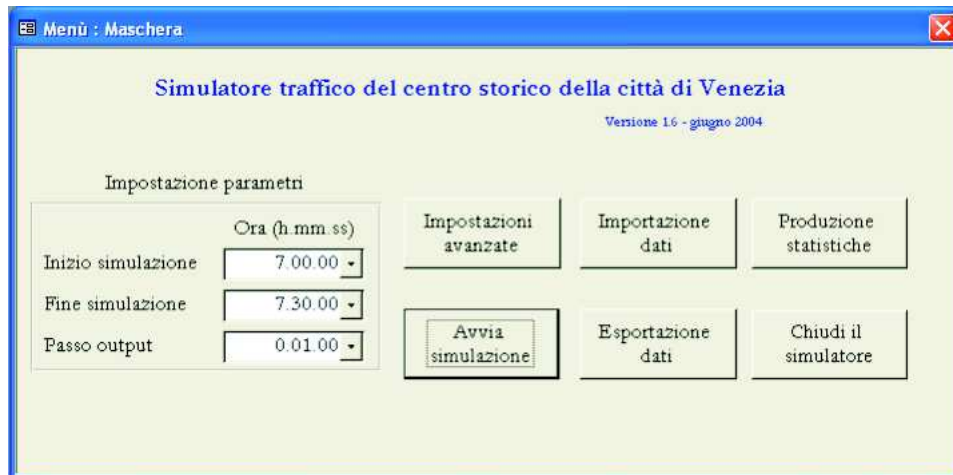 Menù : Maschera
Simulatore traffico del centro storico della città di Venezia
Versione 1.6 - giugno 2004
Impostazione parametri
Ora (h.mm.ss)
Inizio simulazione 7.00.00
Fine simulazione 7.30.00
Passo output 0.01.00
Impostazioni
avanzate
Importazione
dati
Produzione
statistiche
Avvia
simulazione
Esportazione
dati
Chiudi il
simulatore